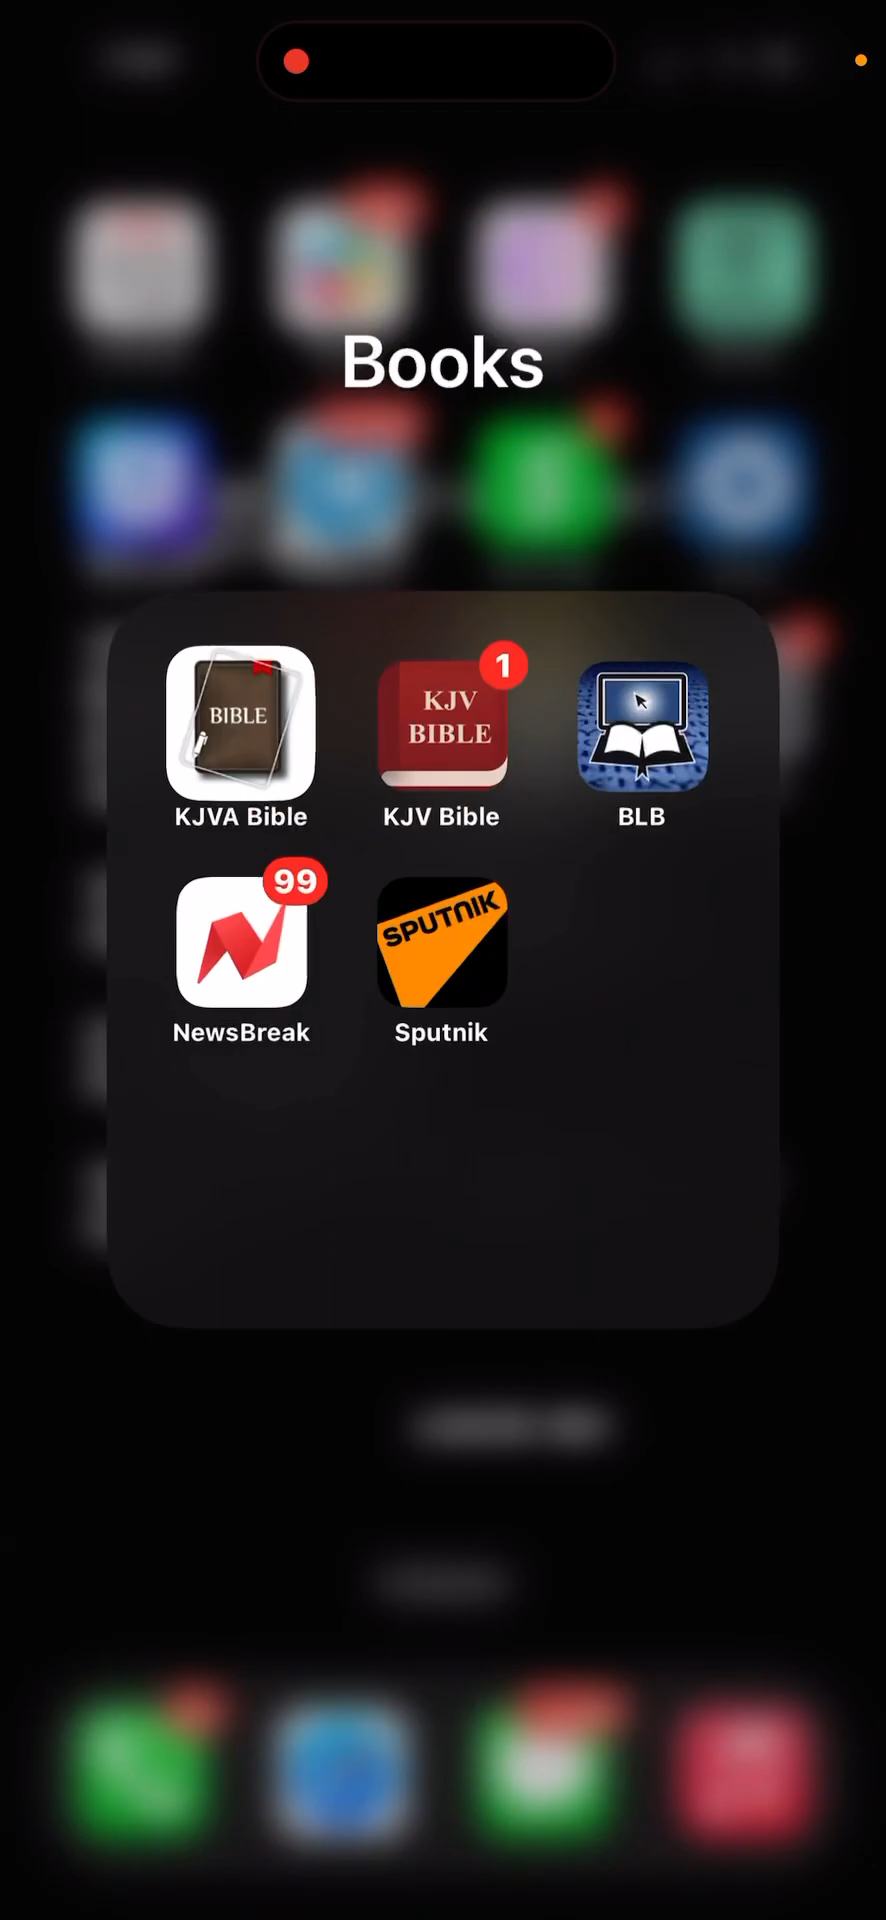 Books
BIBLE
KJVA Bible
1
KJV
BIBLE
KJV Bible
BLB
99
NewsBreak
SPUTNIK
Sputnik